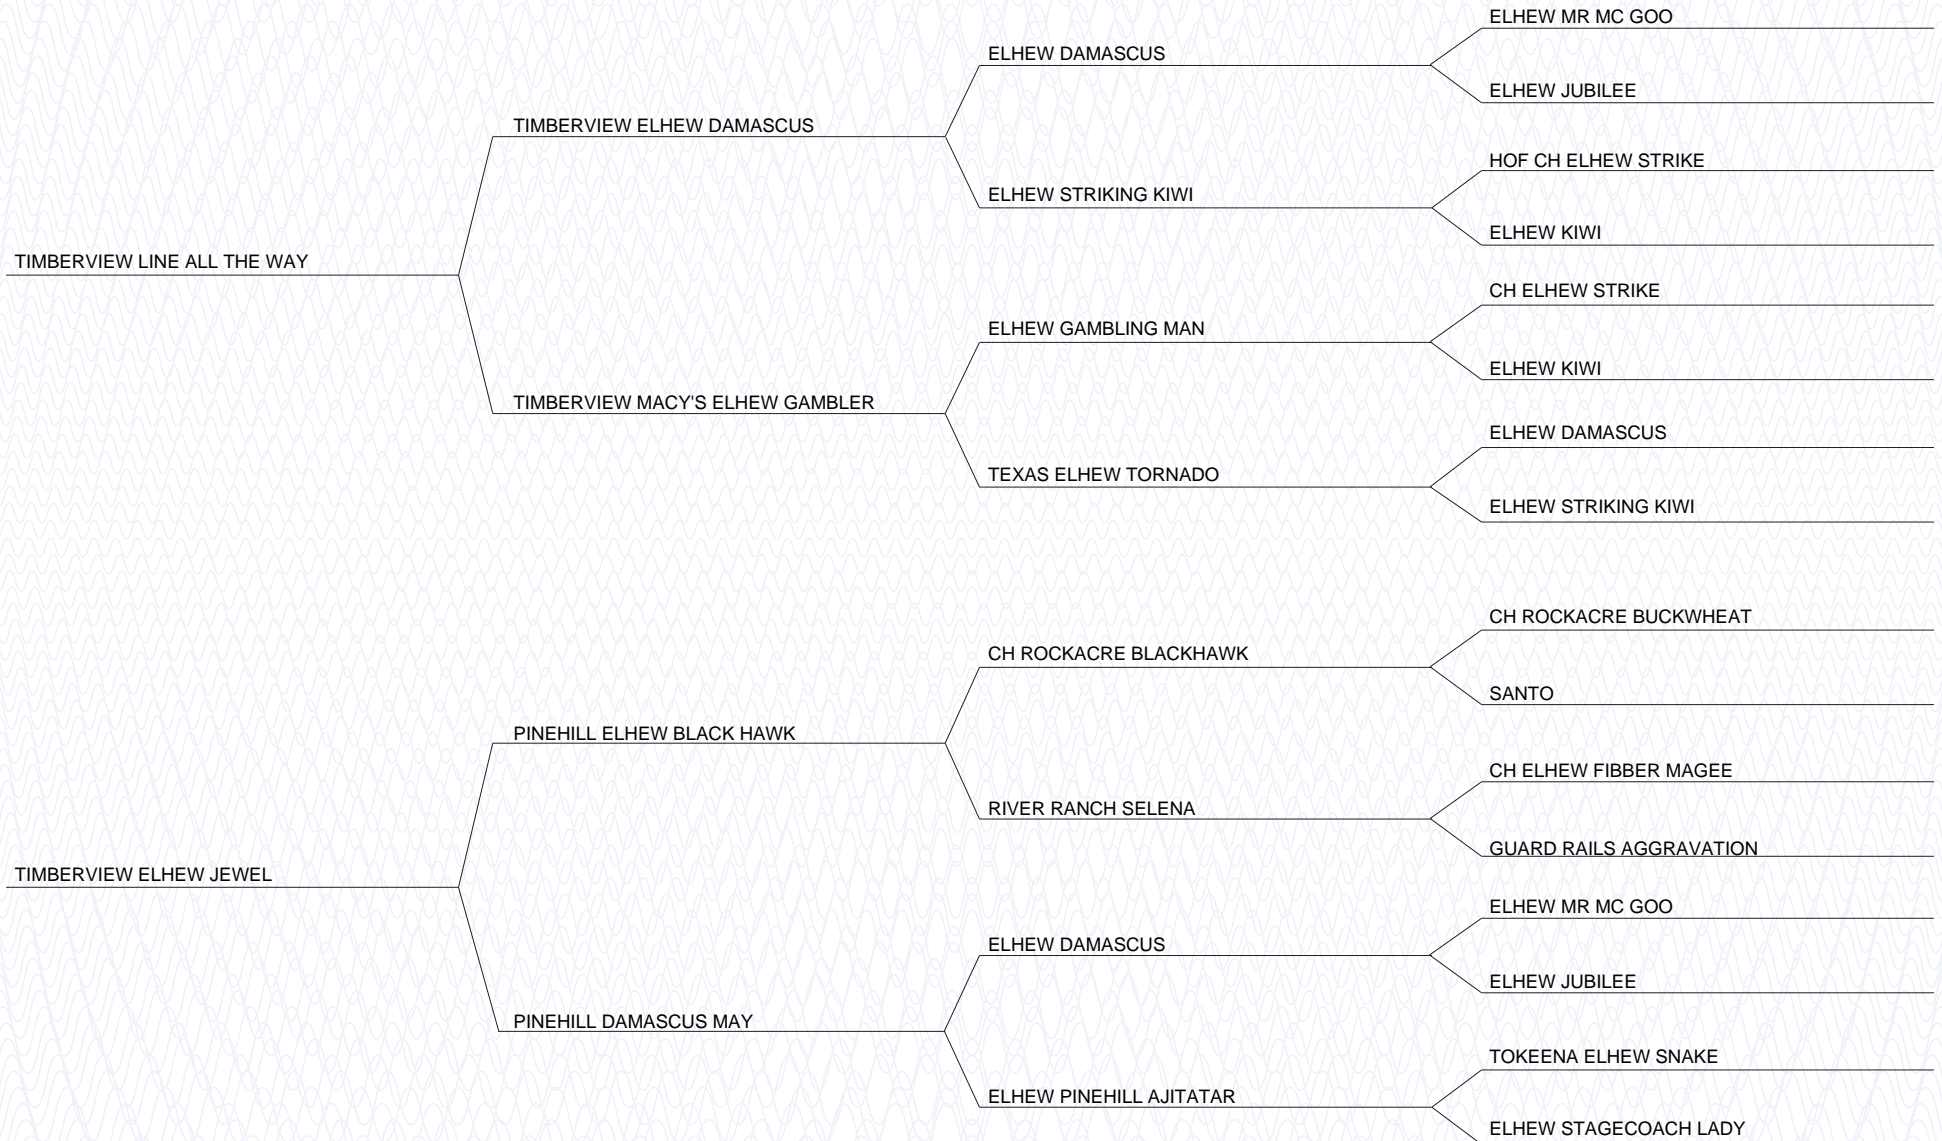 ELHEW MR MC GOO
ELHEW DAMASCUS
ELHEW JUBILEE
TIMBERVIEW ELHEW DAMASCUS
HOF CH ELHEW STRIKE
ELHEW STRIKING KIWI
ELHEW KIWI
TIMBERVIEW LINE ALL THE WAY
CH ELHEW STRIKE
ELHEW GAMBLING MAN
ELHEW KIWI
TIMBERVIEW MACY'S ELHEW GAMBLER
ELHEW DAMASCUS
TEXAS ELHEW TORNADO
ELHEW STRIKING KIWI
CH ROCKACRE BUCKWHEAT
CH ROCKACRE BLACKHAWK
SANTO
PINEHILL ELHEW BLACK HAWK
CH ELHEW FIBBER MAGEE
RIVER RANCH SELENA
GUARD RAILS AGGRAVATION
TIMBERVIEW ELHEW JEWEL
ELHEW MR MC GOO
ELHEW DAMASCUS
ELHEW JUBILEE
PINEHILL DAMASCUS MAY
TOKEENA ELHEW SNAKE
ELHEW PINEHILL AJITATAR
ELHEW STAGECOACH LADY